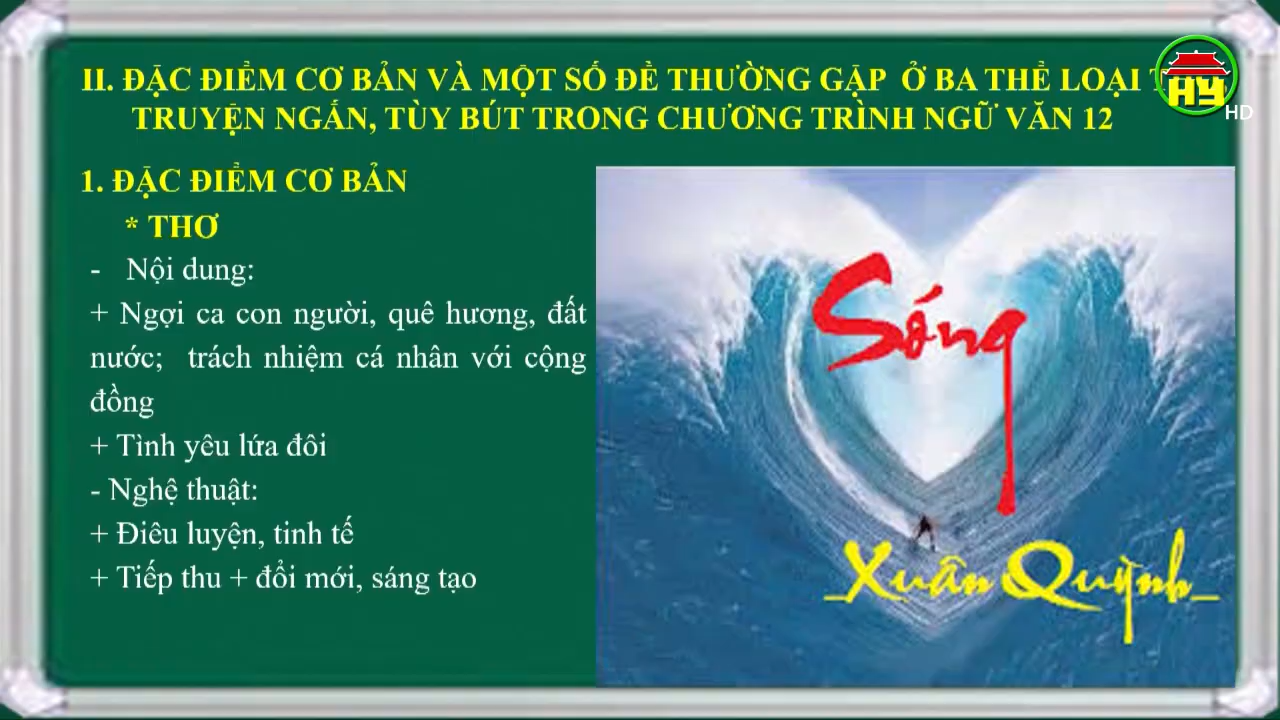 II. ĐẶC ĐIỂM CƠ BẢN VÀ MỘT SỐ ĐỀ THƯỜNG GẶP Ở BA THỂ LOẠI
TRUYỆN NGẮN, TÙY BÚT TRONG CHƯƠNG TRÌNH NGỮ VĂN 12
HY
HD
1. ĐẶC ĐIỂM CƠ BẢN
* THƠ
- Nội dung:
+ Ngợi ca con người, quê hương, đất
nước; trách nhiệm cá nhân với cộng
đồng
+ Tình yêu lứa đôi
- Nghệ thuật:
+ Điêu luyện, tinh tế
+ Tiếp thu + đổi mới, sáng tạo
Sóng
_Xuân Quỳnh_